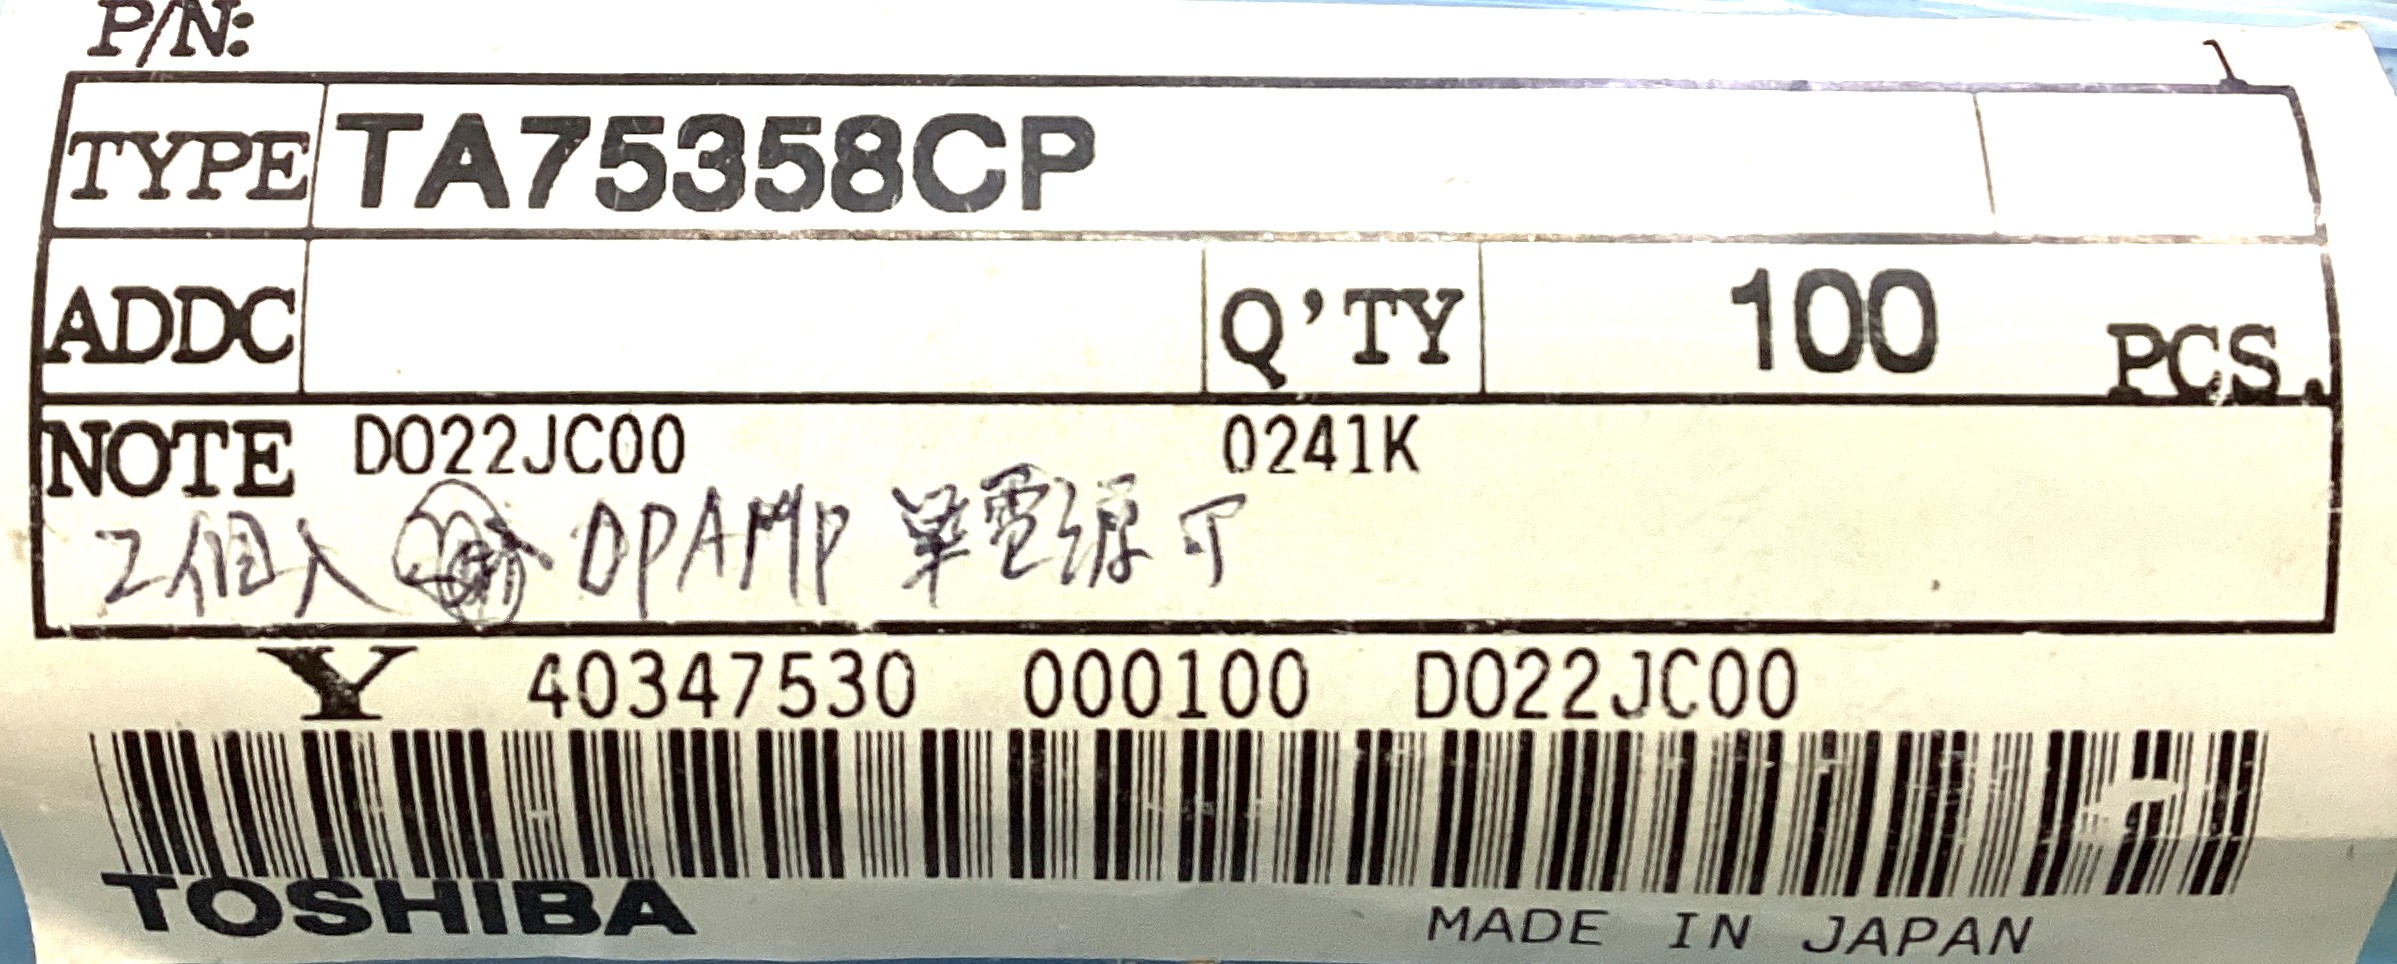 P/N:
TYPE TA75358CP
ADDC Q'TY 100 PCS.
NOTE D022JC00 0241K
2個入 OPAMP 単電源可
Y 40347530 000100 D022JC00
TOSHIBA
MADE IN JAPAN